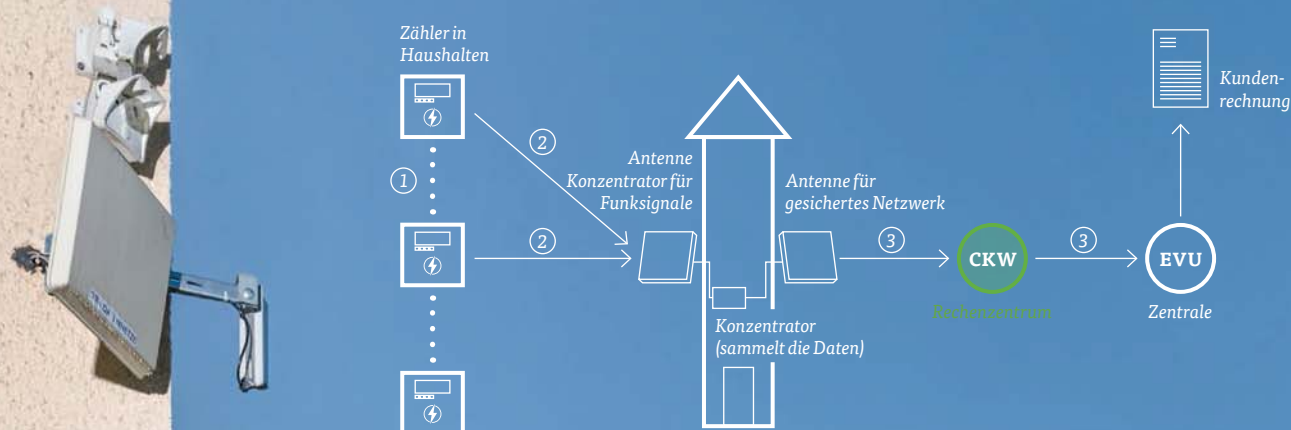 Zähler in
Haushalten
1
2
2
Antenne
Konzentrator für
Funksignale
Antenne für
gesichertes Netzwerk
Konzentrator
(sammelt die Daten)
3
CKW
Rechenzentrum
3
EVU
Zentrale
Kunden-
rechnung